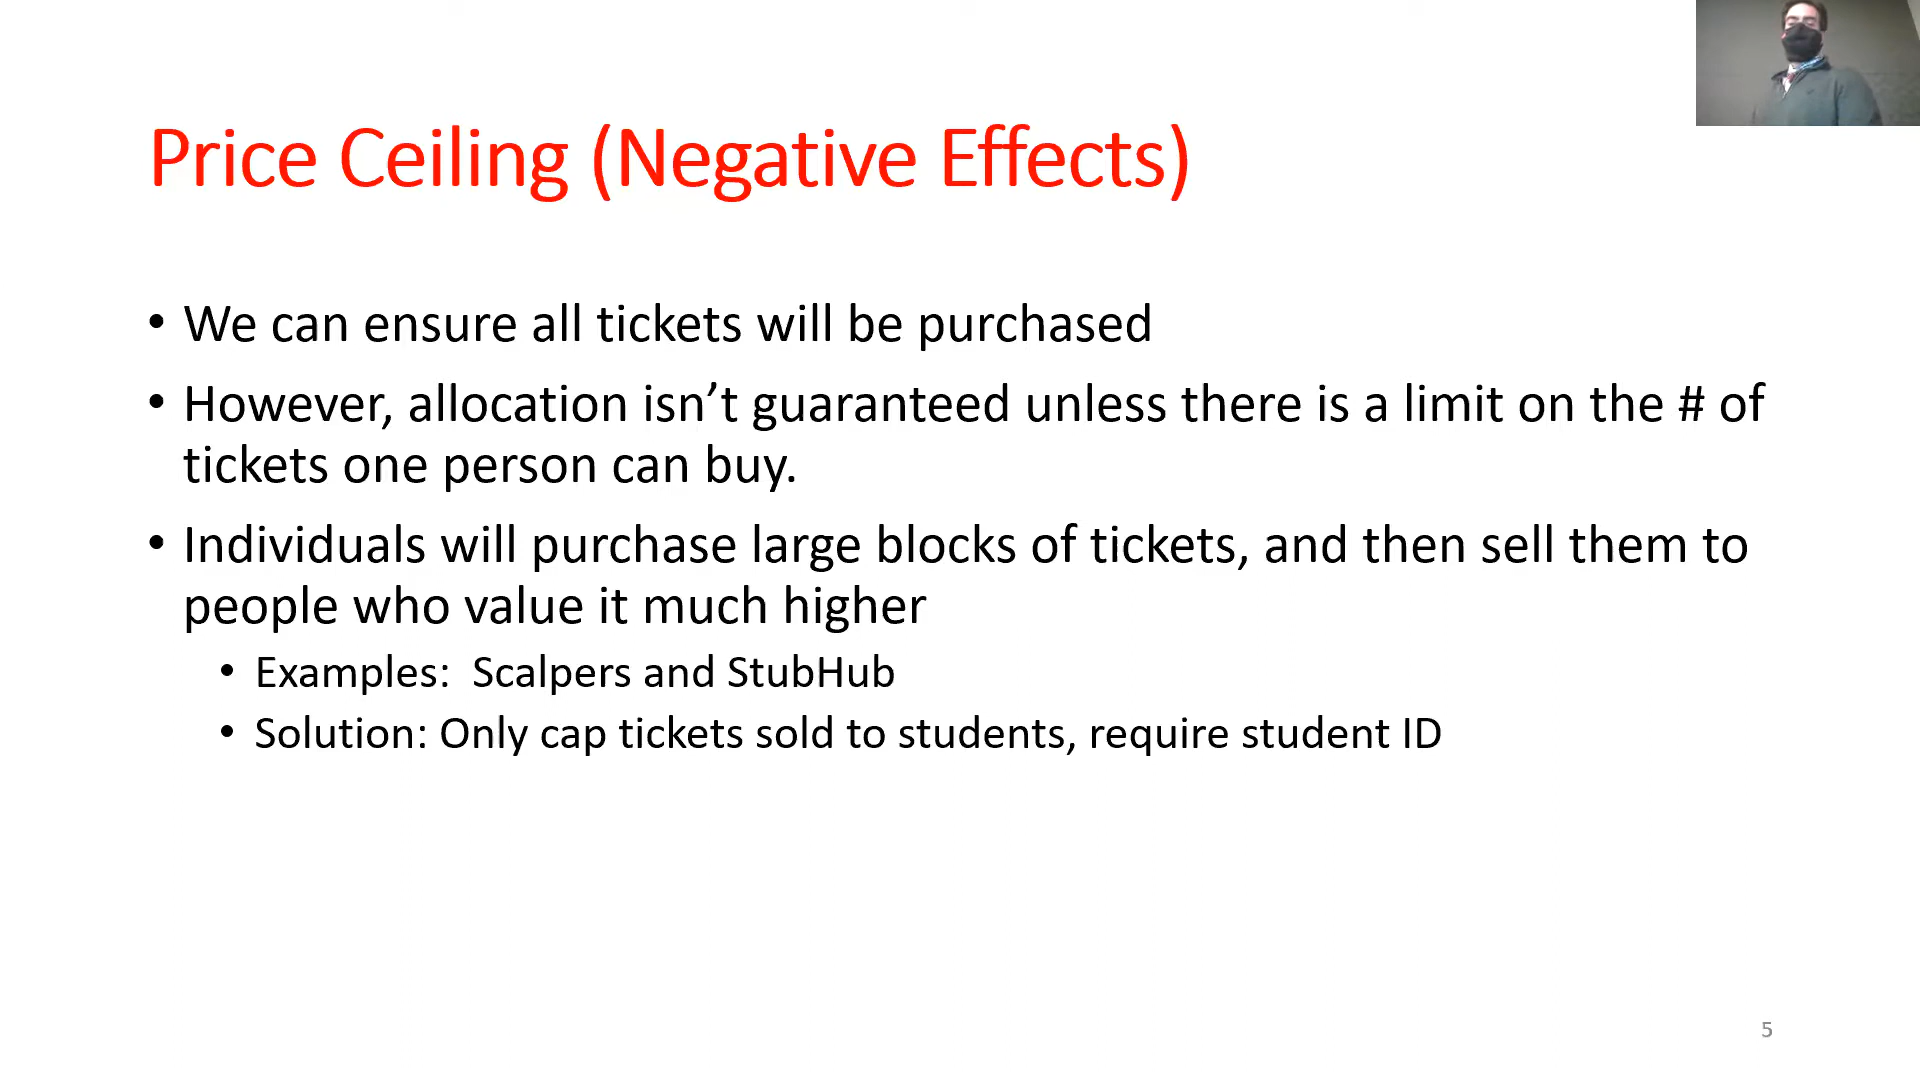 Price Ceiling (Negative Effects)
• We can ensure all tickets will be purchased
• However, allocation isn’t guaranteed unless there is a limit on the # of
tickets one person can buy.
• Individuals will purchase large blocks of tickets, and then sell them to
people who value it much higher
• Examples:  Scalpers and StubHub
• Solution: Only cap tickets sold to students, require student ID
5